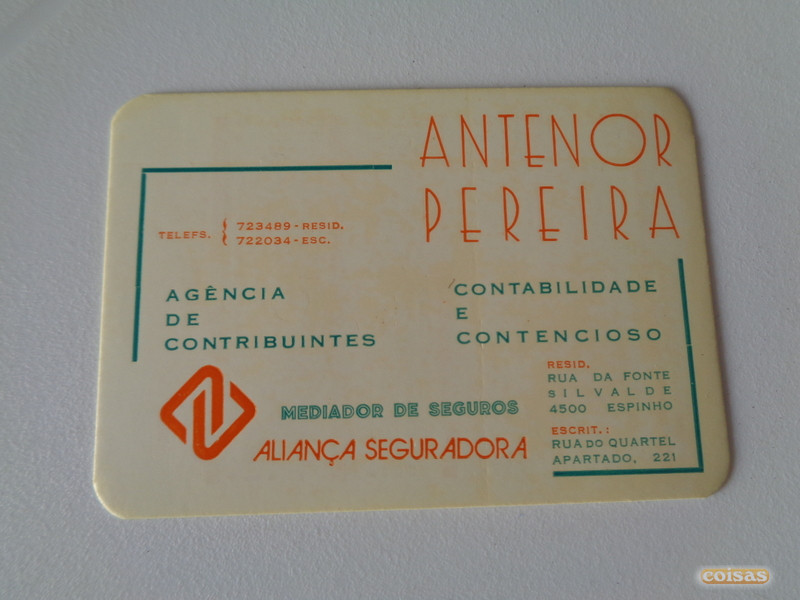 ANTENOR
PEREIRA
TELEFS. { 723489 - RESID.
722034 - ESC.
AGÊNCIA
DE
CONTRIBUINTES
CONTABILIDADE
E
CONTENCIOSO
MEDIADOR DE SEGUROS
ALIANÇA SEGURADORA
RESID.
RUA DA FONTE
SILVALDE
4500 ESPINHO
ESCRIT.:
RUA DO QUARTEL
APARTADO, 221
coisas